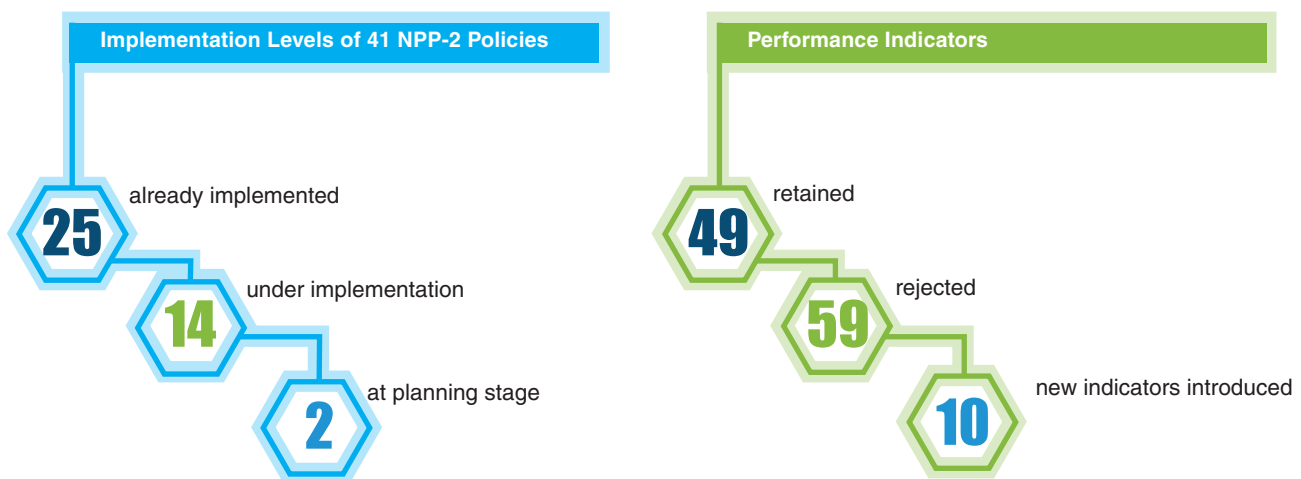 Implementation Levels of 41 NPP-2 Policies
25
already implemented
14
under implementation
2
at planning stage
Performance Indicators
49
retained
59
rejected
10
new indicators introduced